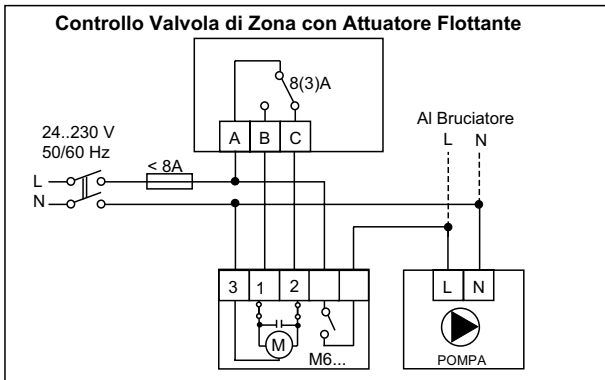 Controllo Valvola di Zona con Attuatore Flottante
8(3)A
A B C
24..230 V
50/60 Hz
< 8A
L
N
Al Bruciatore
L N
3 1 2
M
M6...
L N
POMPA